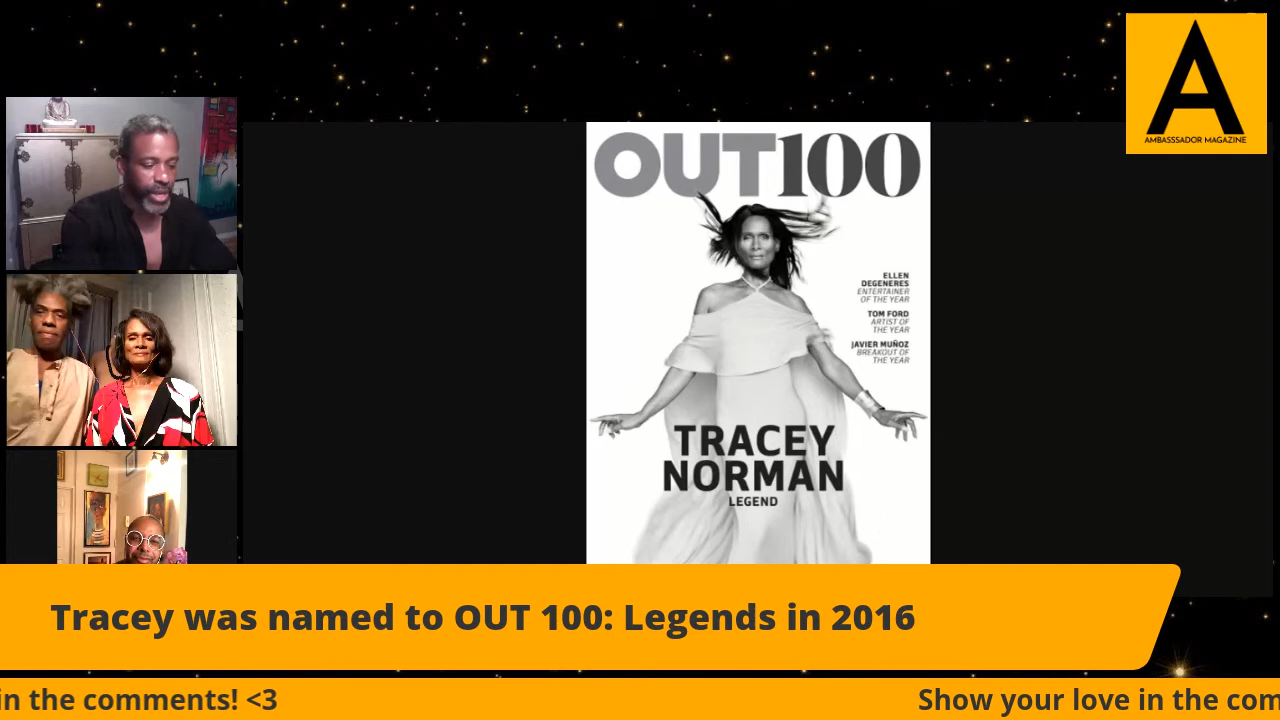 A
AMBASSSADOR MAGAZINE
OUT100
ELLEN
DEGENERES
ENTERTAINER
OF THE YEAR
TOM FORD
ARTIST OF
THE YEAR
JAVIER MUÑOZ
BREAKOUT OF
THE YEAR
TRACEY
NORMAN
LEGEND
Tracey was named to OUT 100: Legends in 2016
in the comments! <3 Show your love in the com